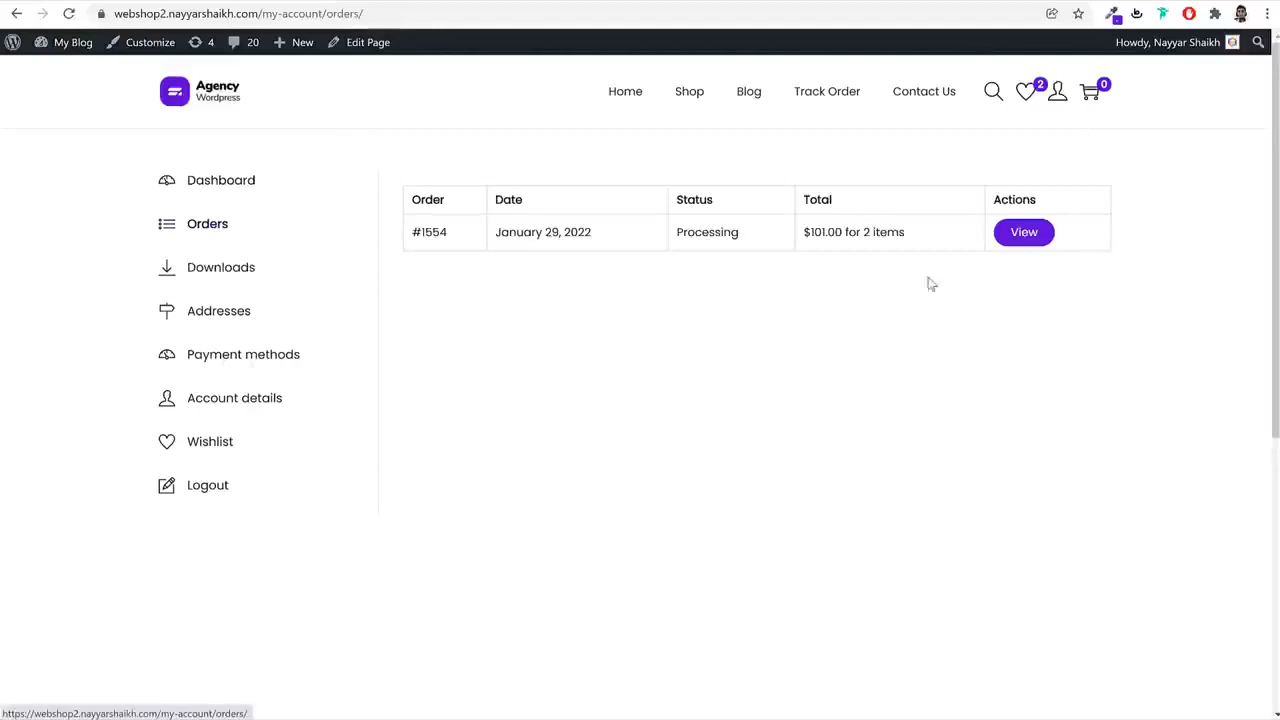 webshop2.nayyarshaikh.com/my-account/orders/
My Blog Customize 4 20 New Edit Page Howdy, Nayyar Shaikh
Agency
Wordpress
Home Shop Blog Track Order Contact Us 2 0
Dashboard
Orders
Downloads
Addresses
Payment methods
Account details
Wishlist
Logout
Order Date Status Total Actions
#1554 January 29, 2022 Processing $101.00 for 2 items View
https://webshop2.nayyarshaikh.com/my-account/orders/